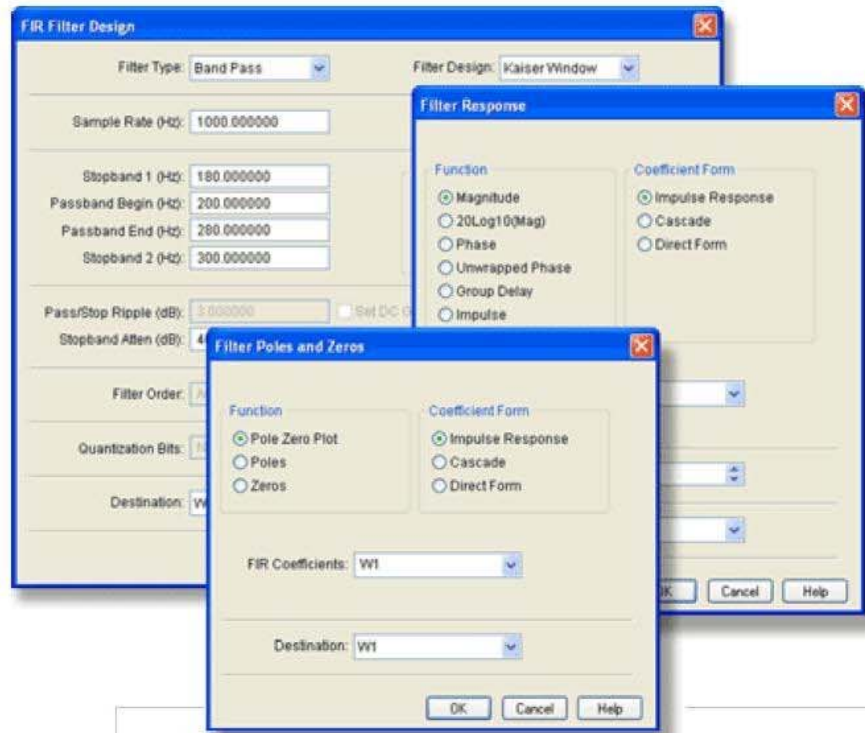 FIR Filter Design
Filter Type: Band Pass
Filter Design: Kaiser Window
Sample Rate (Hz): 1000.000000
Stopband 1 (Hz): 180.000000
Passband Begin (Hz): 200.000000
Passband End (Hz): 280.000000
Stopband 2 (Hz): 300.000000
Pass/Stop Ripple (dB): 3.000000
Set DC
Stopband Atten (dB):
Filter Order:
Quantization Bits:
Destination:
Filter Response
Function
Magnitude
20Log10(Mag)
Phase
Unwrapped Phase
Group Delay
Impulse
Coefficient Form
Impulse Response
Cascade
Direct Form
Cancel
Help
Filter Poles and Zeros
Function
Pole Zero Plot
Poles
Zeros
Coefficient Form
Impulse Response
Cascade
Direct Form
FIR Coefficients: W1
Destination: W1
OK
Cancel
Help